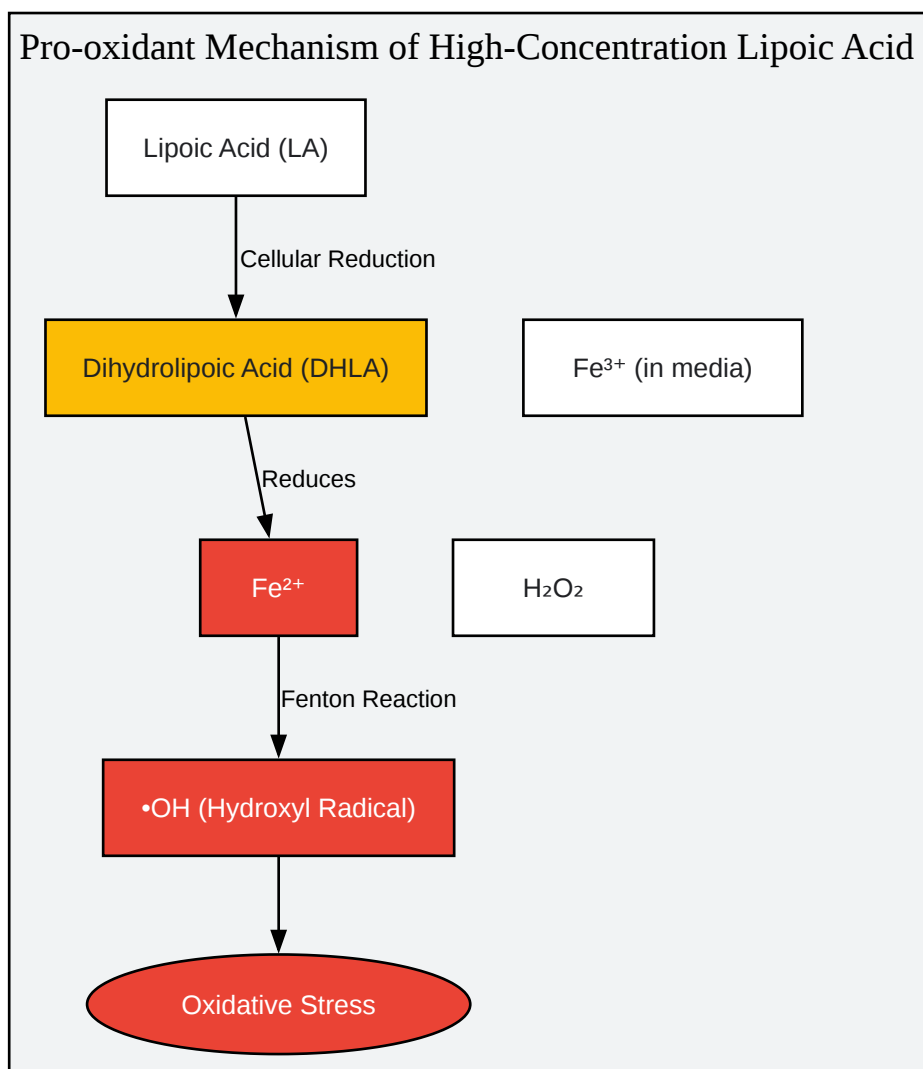 Pro-oxidant Mechanism of High-Concentration Lipoic Acid
Lipoic Acid (LA)
Cellular Reduction
Dihydrolipoic Acid (DHLA)
Fe³⁺ (in media)
Reduces
Fe²⁺
H₂O₂
Fenton Reaction
•OH (Hydroxyl Radical)
Oxidative Stress